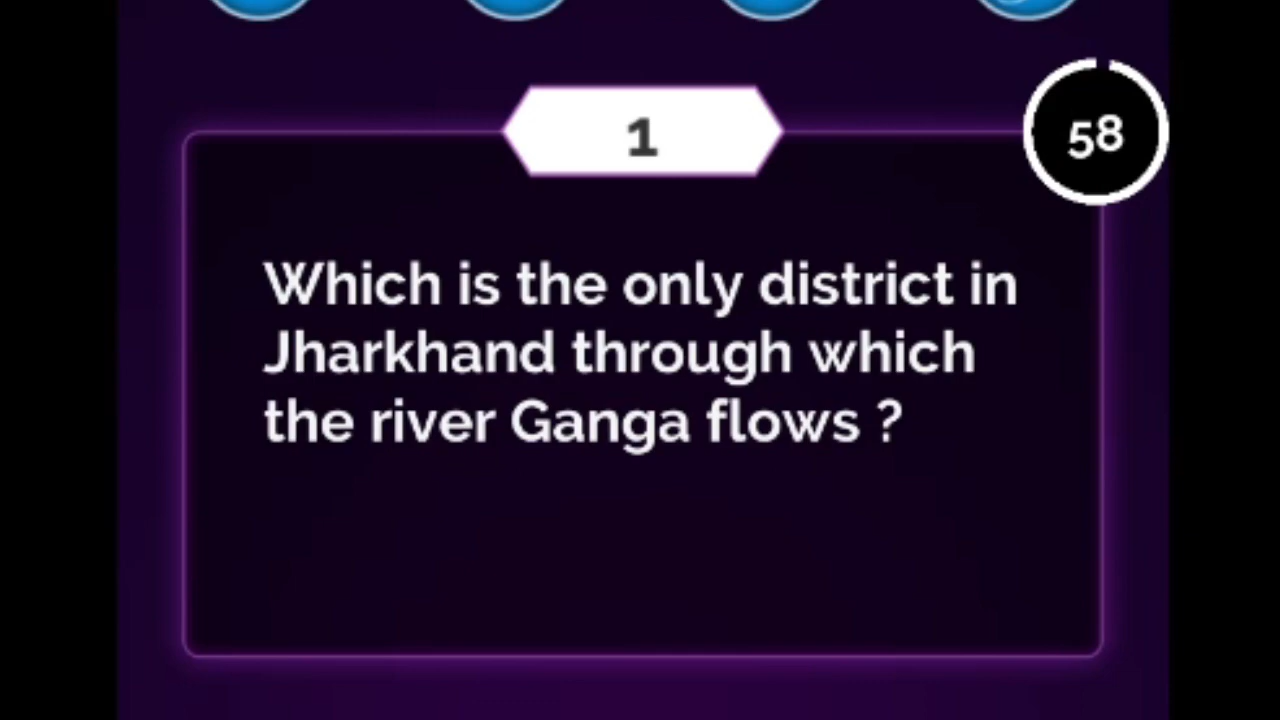 1
58
Which is the only district in
Jharkhand through which
the river Ganga flows ?